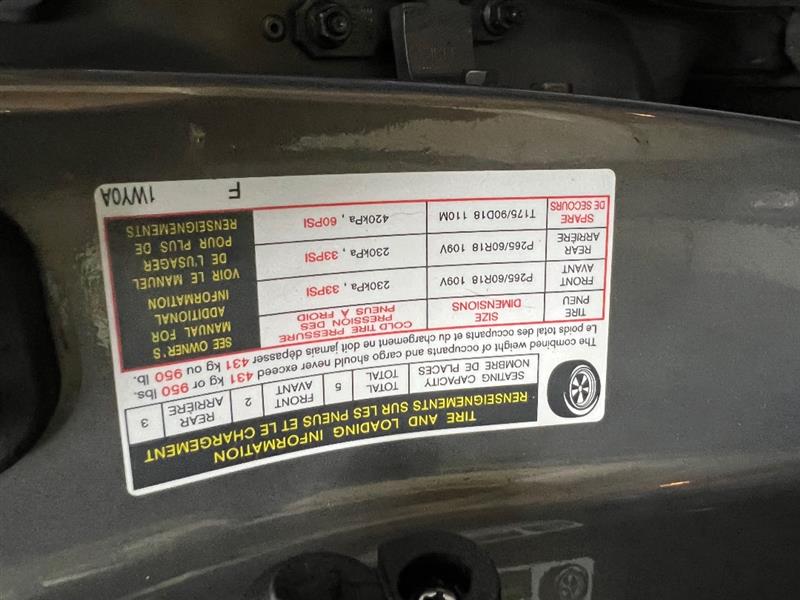 TIRE AND LOADING INFORMATION
RENSEIGNEMENTS SUR LES PNEUS ET LE CHARGEMENT
SEATING CAPACITY
NOMBRE DE PLACES
TOTAL
TOTAL
5
FRONT
AVANT
2
REAR
ARRIÈRE
3
The combined weight of occupants and cargo should never exceed 431 kg or 950 lbs.
Le poids total des occupants et du chargement ne doit jamais dépasser 431 kg ou 950 lb.
TIRE
PNEU
SIZE
DIMENSIONS
COLD TIRE PRESSURE
PRESSION DES
PNEUS À FROID
FRONT
AVANT
P265/60R18 109V
230kPa , 33PSI
REAR
ARRIÈRE
P265/60R18 109V
230kPa , 33PSI
SPARE
DE SECOURS
T175/90D18 110M
420kPa , 60PSI
SEE OWNER'S
MANUAL FOR
ADDITIONAL
INFORMATION
VOIR LE MANUEL
DE L'USAGER
POUR PLUS DE
RENSEIGNEMENTS
F
1WY0A